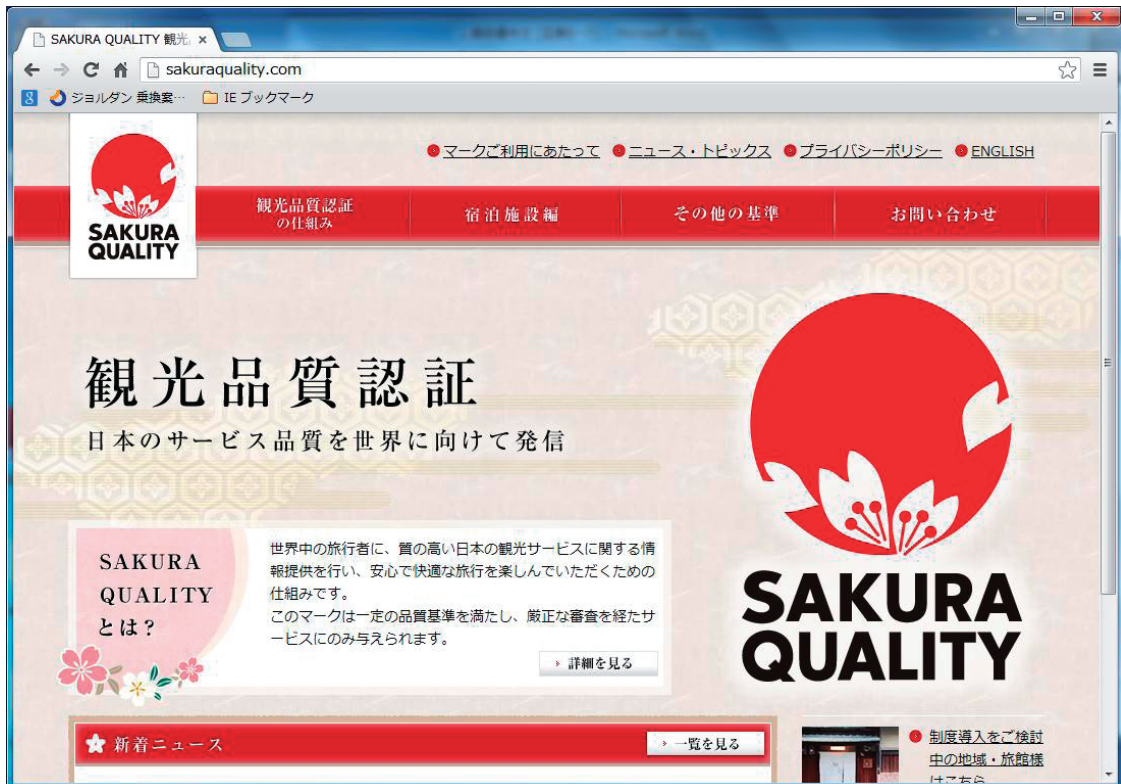 SAKURA QUALITY 観光
sakuraquality.com
ジョルダン 乗換案…
IE ブックマーク
マークご利用にあたって
ニュース・トピックス
プライバシーポリシー
ENGLISH
SAKURA
QUALITY
観光品質認証
の仕組み
宿泊施設編
その他の基準
お問い合わせ
観光品質認証
日本のサービス品質を世界に向けて発信
SAKURA
QUALITY
とは?
世界中の旅行者に、質の高い日本の観光サービスに関する情
報提供を行い、安心で快適な旅行を楽しんでいただくための
仕組みです。
このマークは一定の品質基準を満たし、厳正な審査を経たサ
ービスにのみ与えられます。
詳細を見る
SAKURA
QUALITY
新着ニュース
一覧を見る
制度導入をご検討
中の地域・旅館様
はこちら